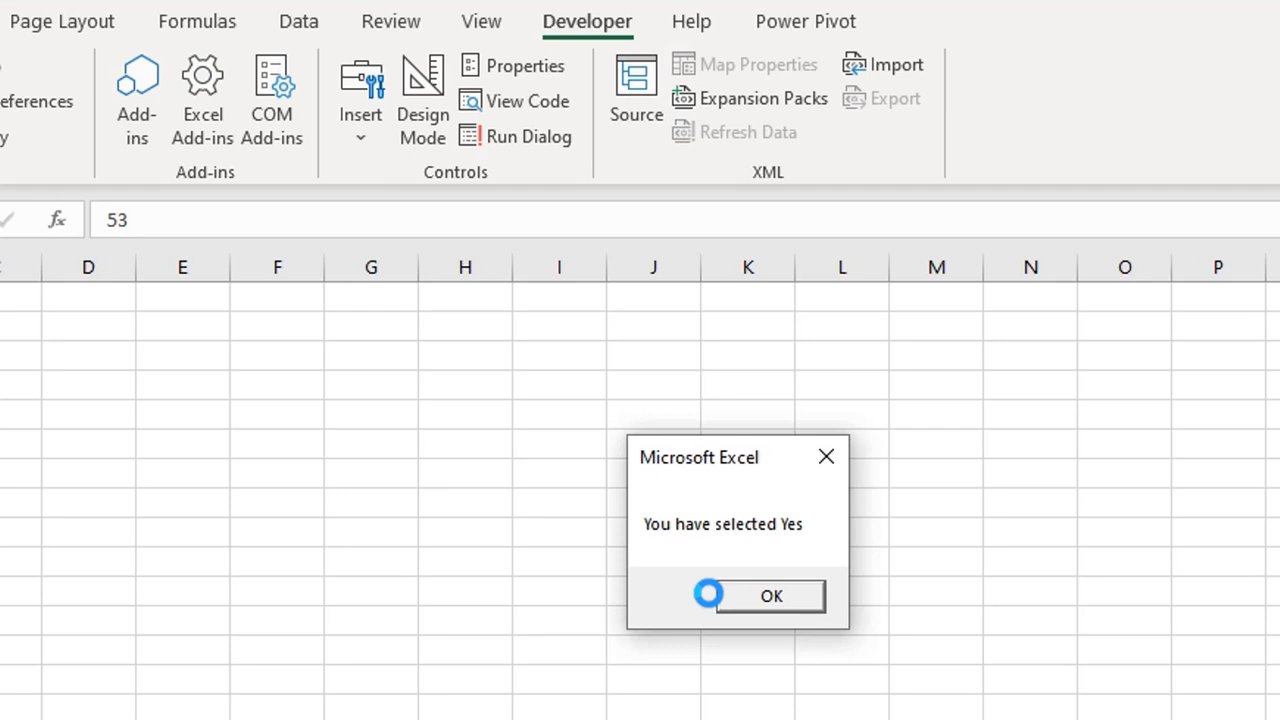 Page Layout Formulas Data Review View Developer Help Power Pivot
eferences
y
Add-
ins
Excel
Add-ins
COM
Add-ins
Add-ins
Insert
Design
Mode
Properties
View Code
Run Dialog
Controls
Source
Map Properties
Expansion Packs
Refresh Data
Import
Export
XML
fx 53
D E F G H I J K L M N O P
Microsoft Excel
You have selected Yes
OK